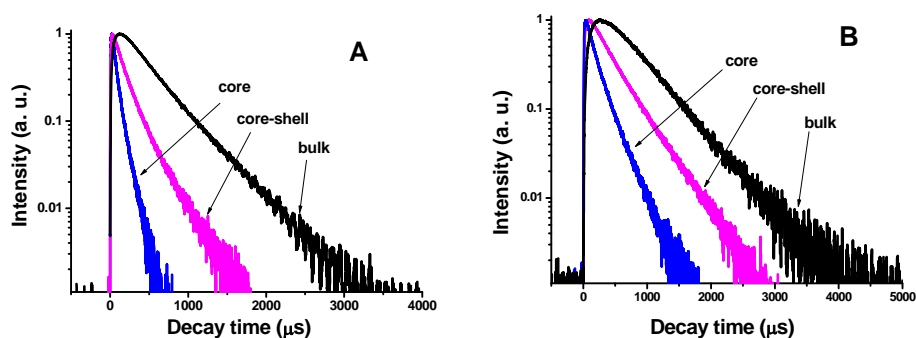 A
1
0.1
0.01
Intensity (a. u.)
core
core-shell
bulk
0
1000
2000
3000
4000
Decay time (μs)
B
1
0.1
0.01
Intensity (a. u.)
core
core-shell
bulk
0
1000
2000
3000
4000
5000
Decay time (μs)